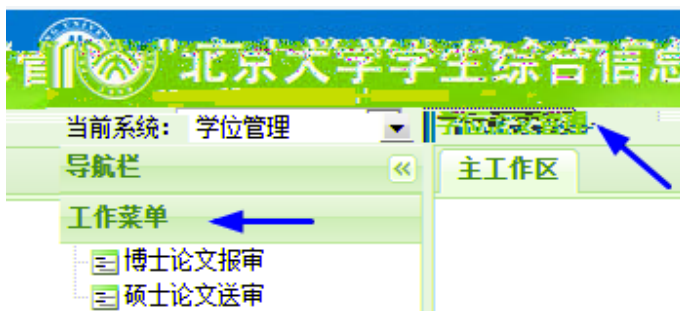 北京大学学生综合信息
当前系统： 学位管理
导航栏
主工作区
工作菜单
博士论文报审
硕士论文送审